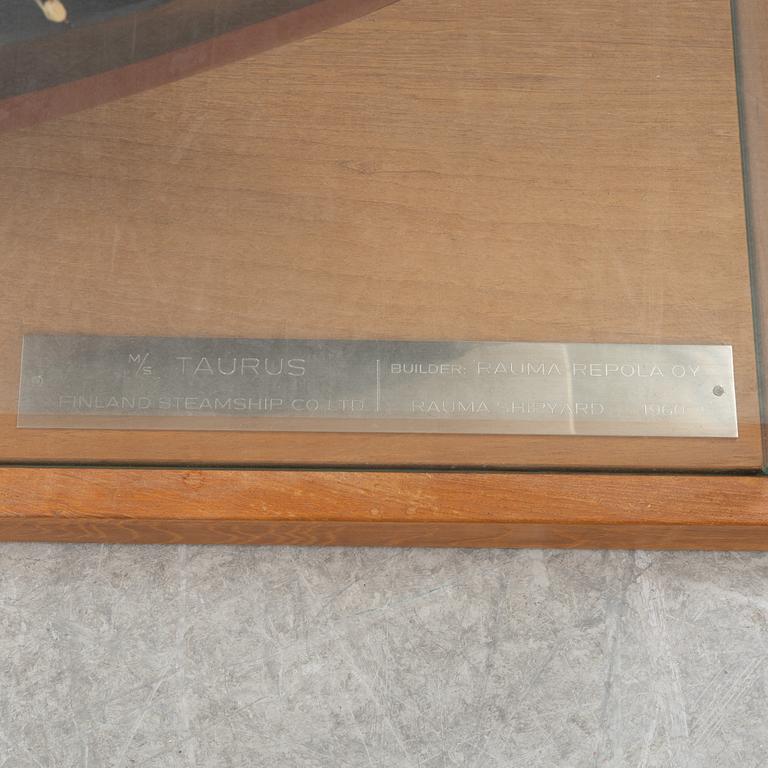 M/S TAURUS
FINLAND STEAMSHIP CO LTD
BUILDER: RAUMA-REPOLA OY
RAUMA SHIPYARD 1960